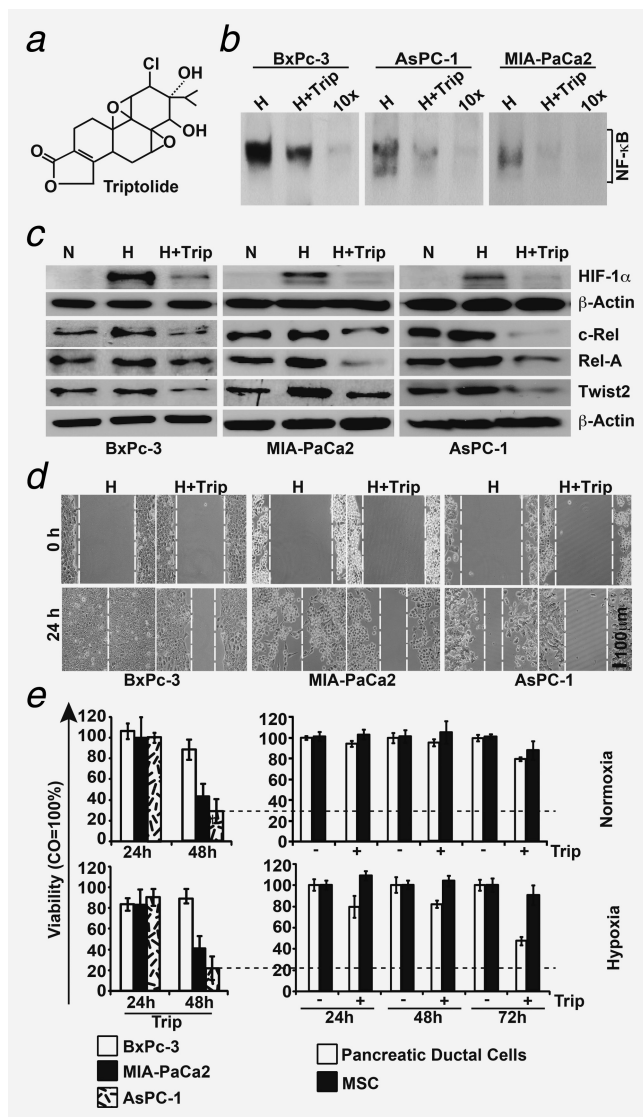 a
Cl
OH
O
OH
O
O
O
Triptolide
b
BxPc-3 AsPC-1 MIA-PaCa2
H H+Trip 10x H H+Trip 10x H H+Trip 10x
NF-κB
c
N H H+Trip N H H+Trip N H H+Trip
HIF-1α
β-Actin
c-Rel
Rel-A
Twist2
β-Actin
BxPc-3 MIA-PaCa2 AsPC-1
d
H H+Trip H H+Trip H H+Trip
0 h
24 h
100µm
BxPc-3 MIA-PaCa2 AsPC-1
e
Viability (CO=100%)
120
100
80
60
40
20
0
24h 48h
120
100
80
60
40
20
0
- + - + - + Trip
Normoxia
120
100
80
60
40
20
0
24h 48h
Trip
120
100
80
60
40
20
0
- + - + - + Trip
24h 48h 72h
Hypoxia
BxPc-3
MIA-PaCa2
AsPC-1
Pancreatic Ductal Cells
MSC